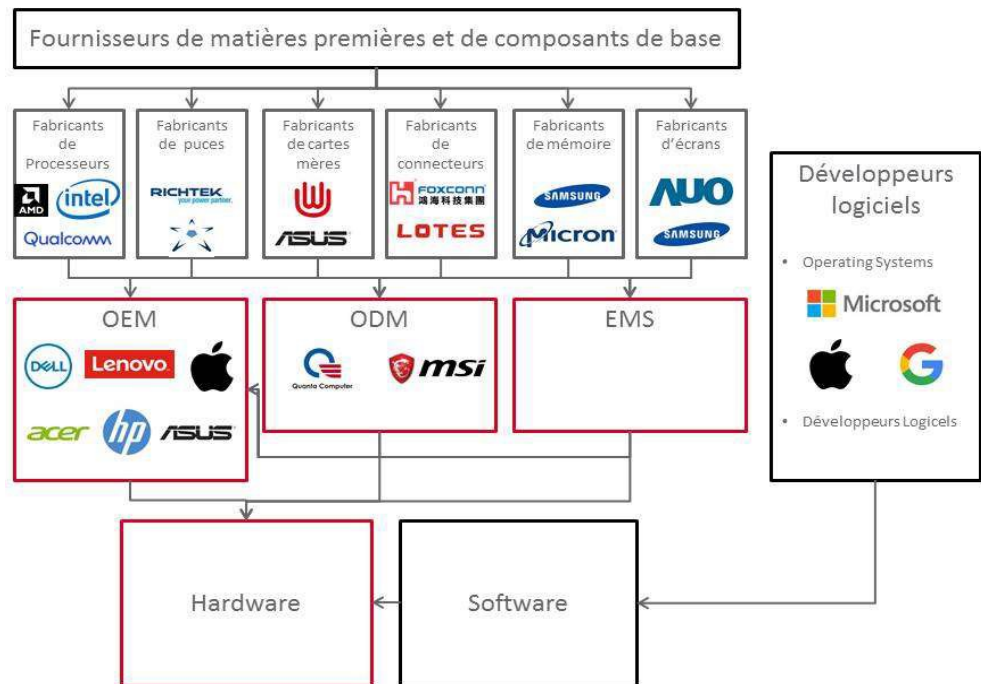 Fournisseurs de matières premières et de composants de base
Fabricants
de
Processeurs
AMD
intel
Qualcomm
Fabricants
de puces
RICHTEK
your power partner.
Fabricants
de cartes
mères
ASUS
Fabricants
de
connecteurs
FOXCONN
鴻海科技集團
LOTES
Fabricants
de mémoire
SAMSUNG
Micron
Fabricants
d'écrans
AUO
SAMSUNG
Développeurs
logiciels
• Operating Systems
Microsoft
G
• Développeurs Logicels
OEM
DELL
Lenovo
acer
hp
ASUS
ODM
Quanta Computer
msi
EMS
Hardware
Software